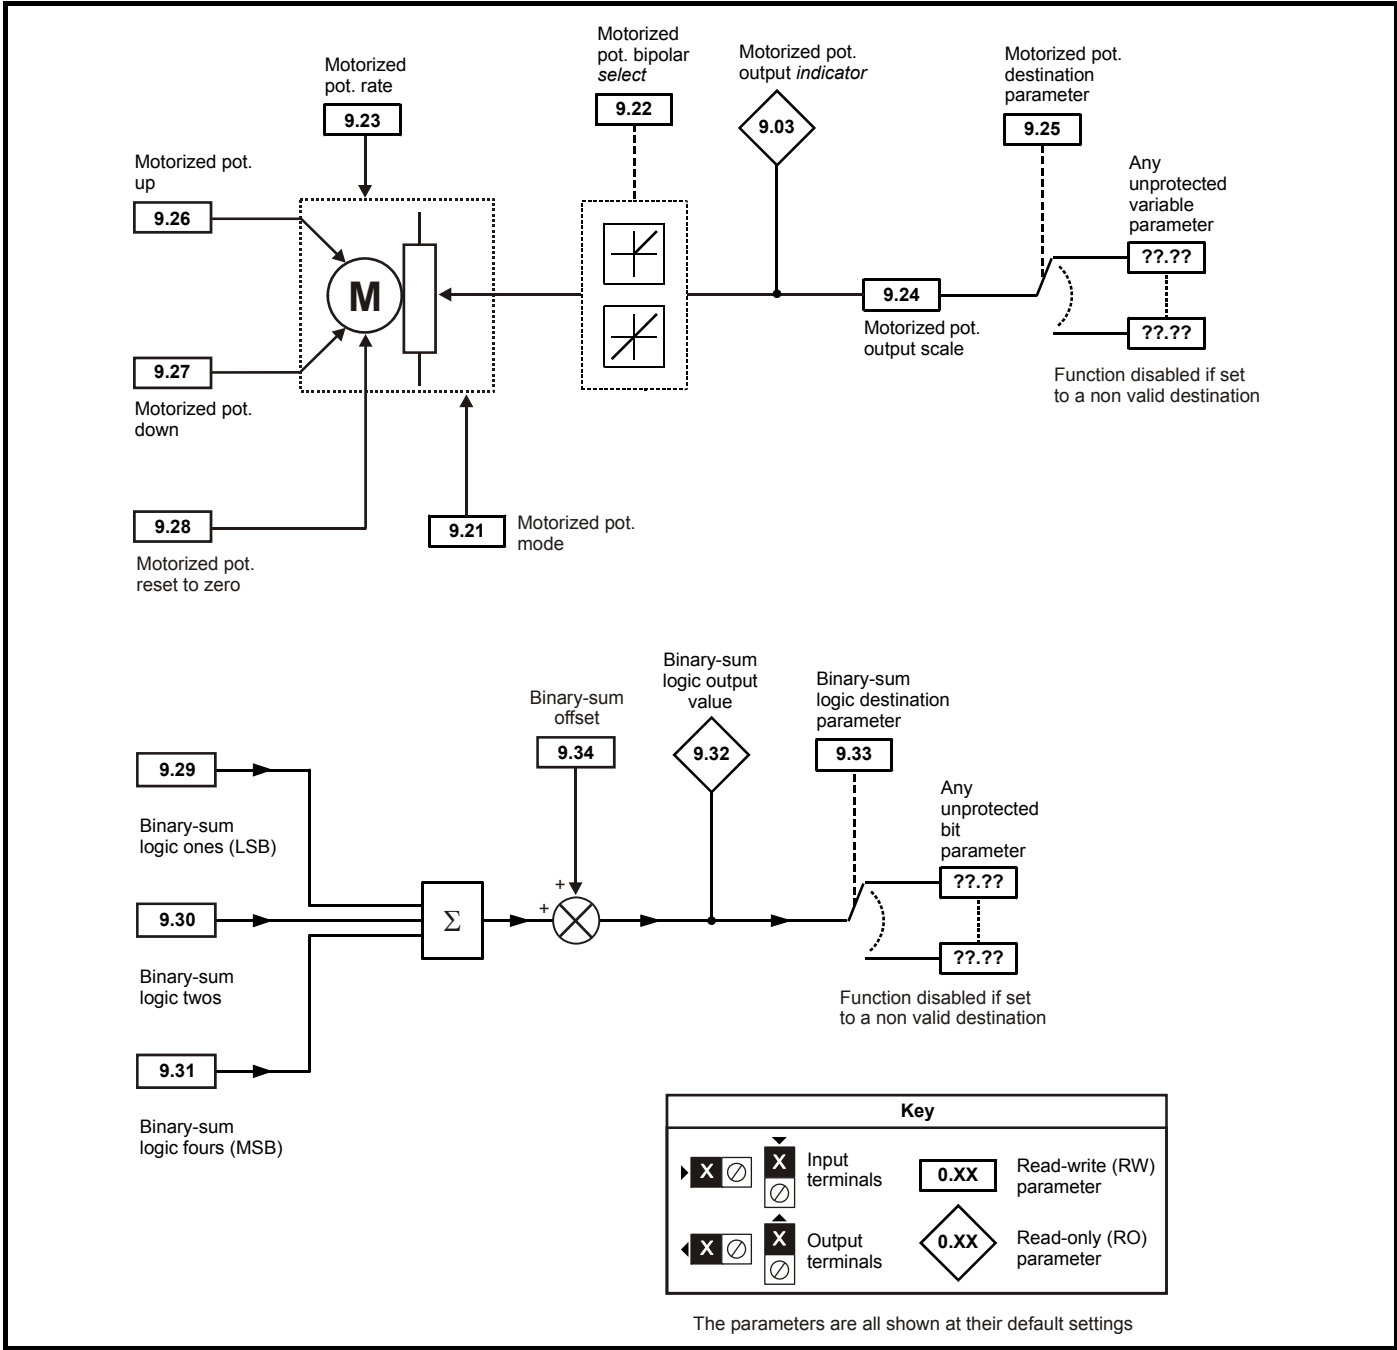 Motorized
pot. rate
9.23
Motorized
pot. bipolar
select
9.22
Motorized pot.
output indicator
9.03
Motorized pot.
destination
parameter
9.25
Motorized pot.
up
9.26
Any
unprotected
variable
parameter
??.??
??.??
M
9.24
Motorized pot.
output scale
Function disabled if set
to a non valid destination
9.27
Motorized pot.
down
9.28
Motorized pot.
reset to zero
9.21
Motorized pot.
mode
Binary-sum
offset
9.34
Binary-sum
logic output
value
9.32
Binary-sum
logic destination
parameter
9.33
9.29
Binary-sum
logic ones (LSB)
Any
unprotected
bit
parameter
??.??
??.??
9.30
Binary-sum
logic twos
Σ
+
+
Function disabled if set
to a non valid destination
9.31
Binary-sum
logic fours (MSB)
Key
X
X
Input
terminals
0.XX
Read-write (RW)
parameter
X
X
Output
terminals
0.XX
Read-only (RO)
parameter
The parameters are all shown at their default settings